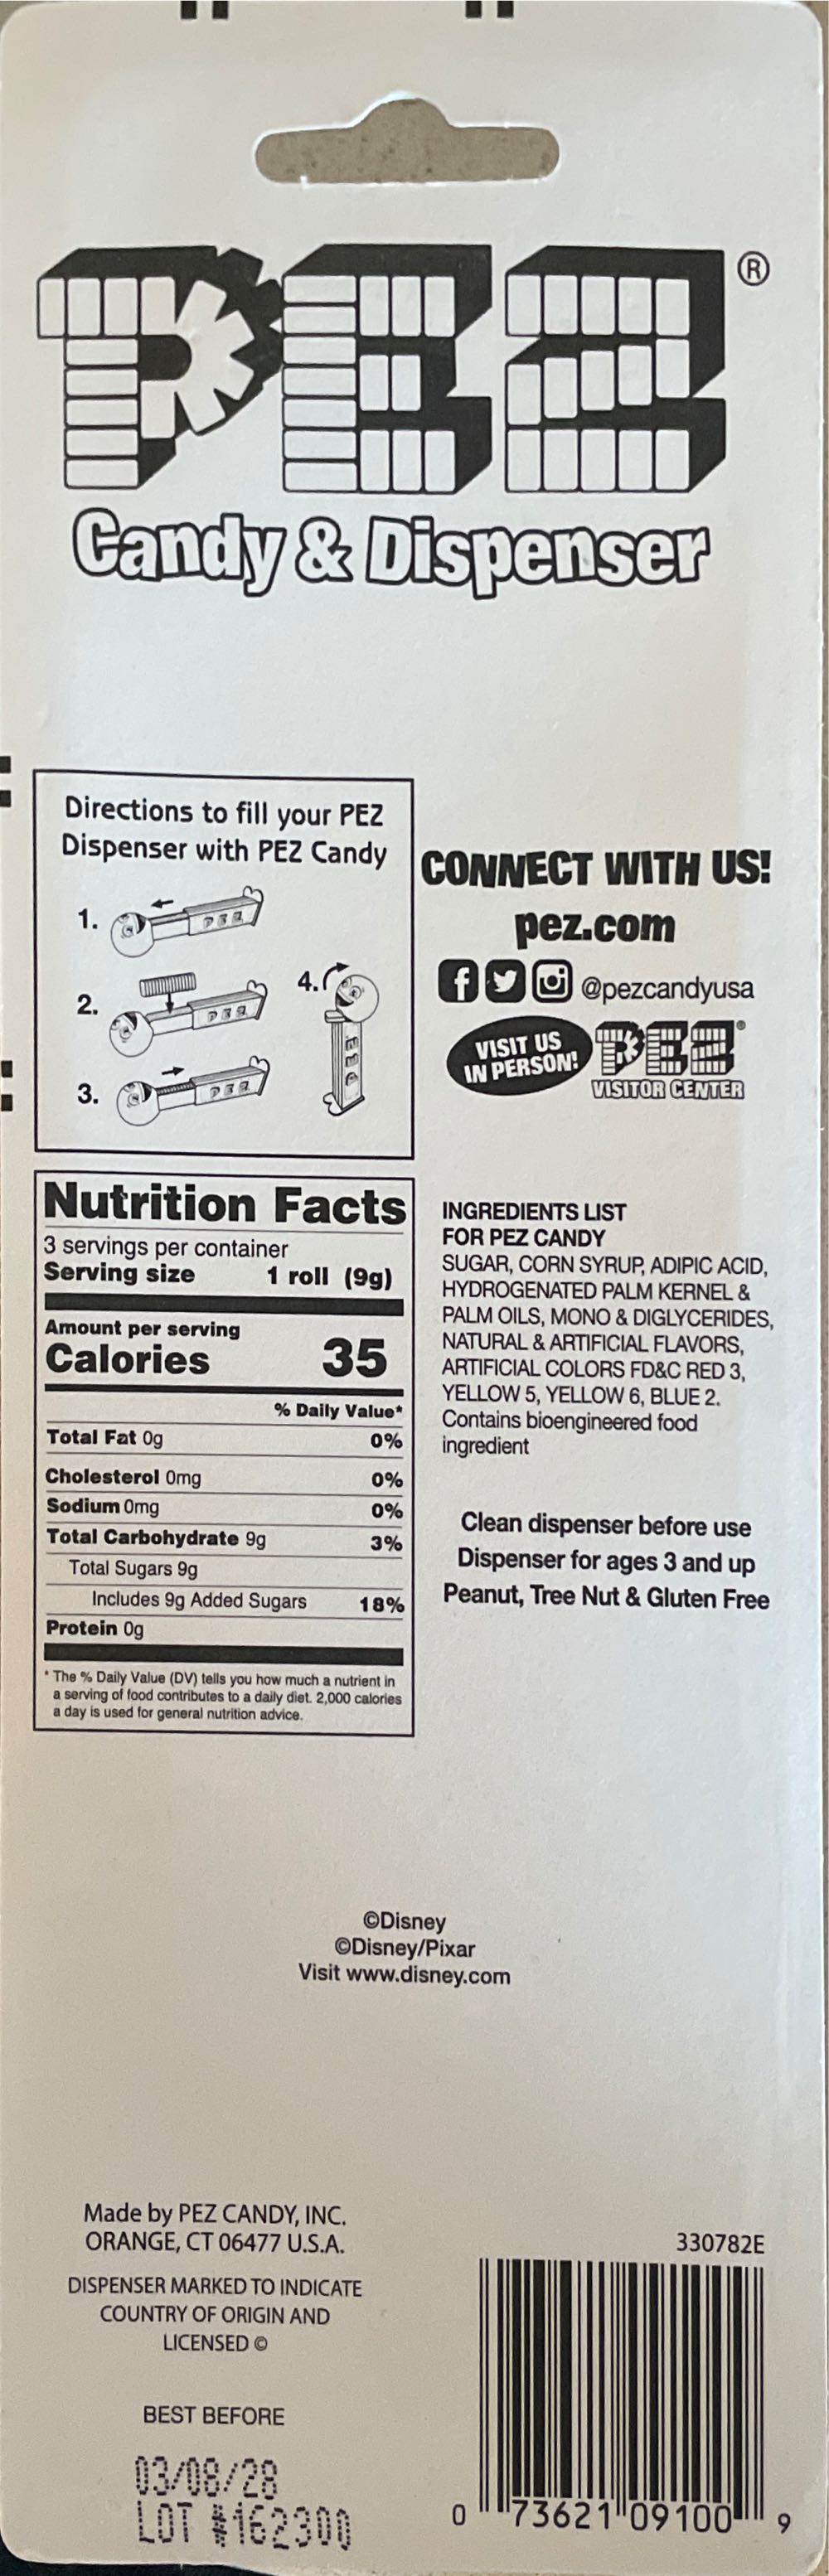 PEZ®
Candy & Dispenser
Directions to fill your PEZ
Dispenser with PEZ Candy
1.
PEZ
2.
PEZ
3.
PEZ
4.
PEZ
CONNECT WITH US!
pez.com
@pezcandyusa
VISIT US
IN PERSON!
PEZ®
VISITOR CENTER
Nutrition Facts
3 servings per container
Serving size 1 roll (9g)
Amount per serving
Calories 35
% Daily Value*
Total Fat 0g 0%
Cholesterol 0mg 0%
Sodium 0mg 0%
Total Carbohydrate 9g 3%
Total Sugars 9g
Includes 9g Added Sugars 18%
Protein 0g
* The % Daily Value (DV) tells you how much a nutrient in
a serving of food contributes to a daily diet. 2,000 calories
a day is used for general nutrition advice.
INGREDIENTS LIST
FOR PEZ CANDY
SUGAR, CORN SYRUP, ADIPIC ACID,
HYDROGENATED PALM KERNEL &
PALM OILS, MONO & DIGLYCERIDES,
NATURAL & ARTIFICIAL FLAVORS,
ARTIFICIAL COLORS FD&C RED 3,
YELLOW 5, YELLOW 6, BLUE 2.
Contains bioengineered food
ingredient
Clean dispenser before use
Dispenser for ages 3 and up
Peanut, Tree Nut & Gluten Free
©Disney
©Disney/Pixar
Visit www.disney.com
Made by PEZ CANDY, INC.
ORANGE, CT 06477 U.S.A.
DISPENSER MARKED TO INDICATE
COUNTRY OF ORIGIN AND
LICENSED ©
BEST BEFORE
03/08/28
LOT #162300
330782E
0 73621 09100 9